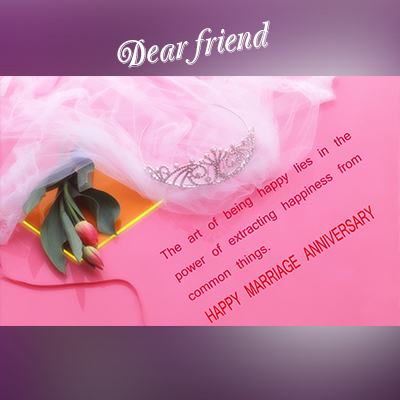 Dear friend
The art of being happy lies in the
power of extracting happiness from
common things.
HAPPY MARRIAGE ANNIVERSARY